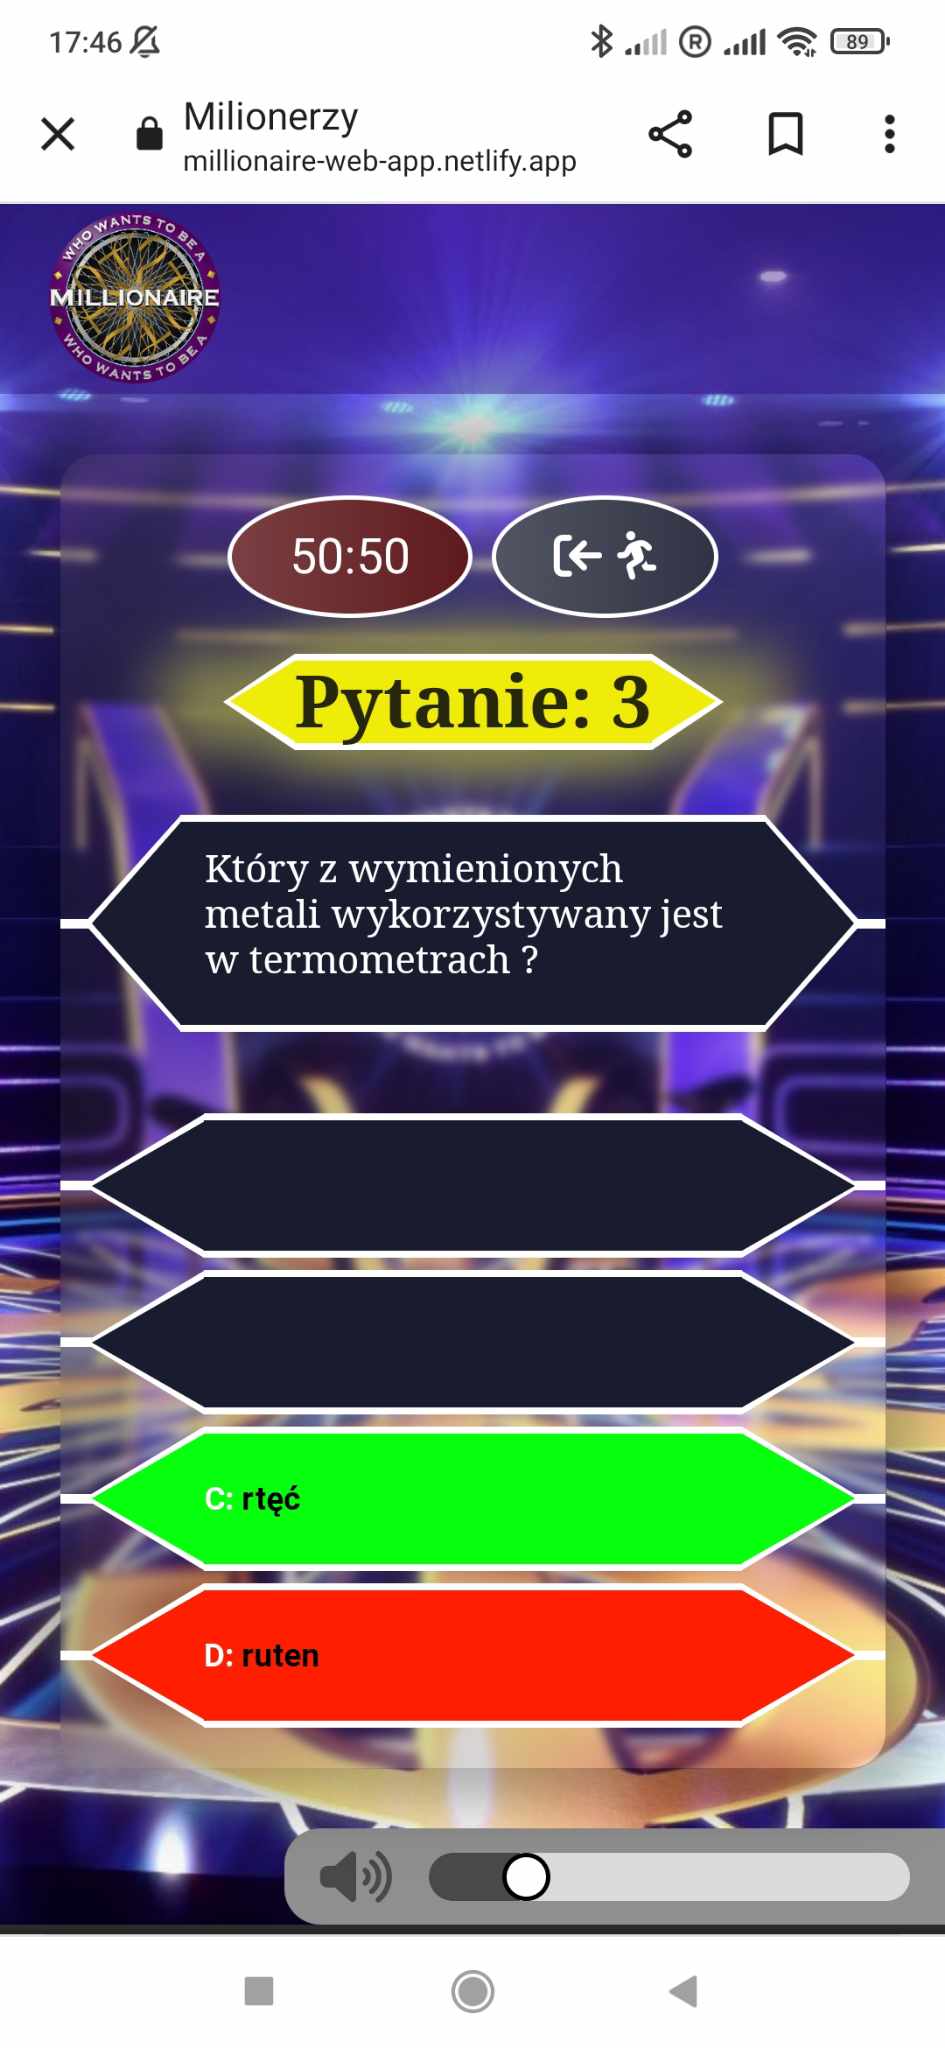 17:46
R
89
Milionerzy
millionaire-web-app.netlify.app
WHO WANTS TO BE A
MILLIONAIRE
WHO WANTS TO BE A
50:50
Pytanie: 3
Który z wymienionych
metali wykorzystywany jest
w termometrach ?
C: rtęć
D: ruten